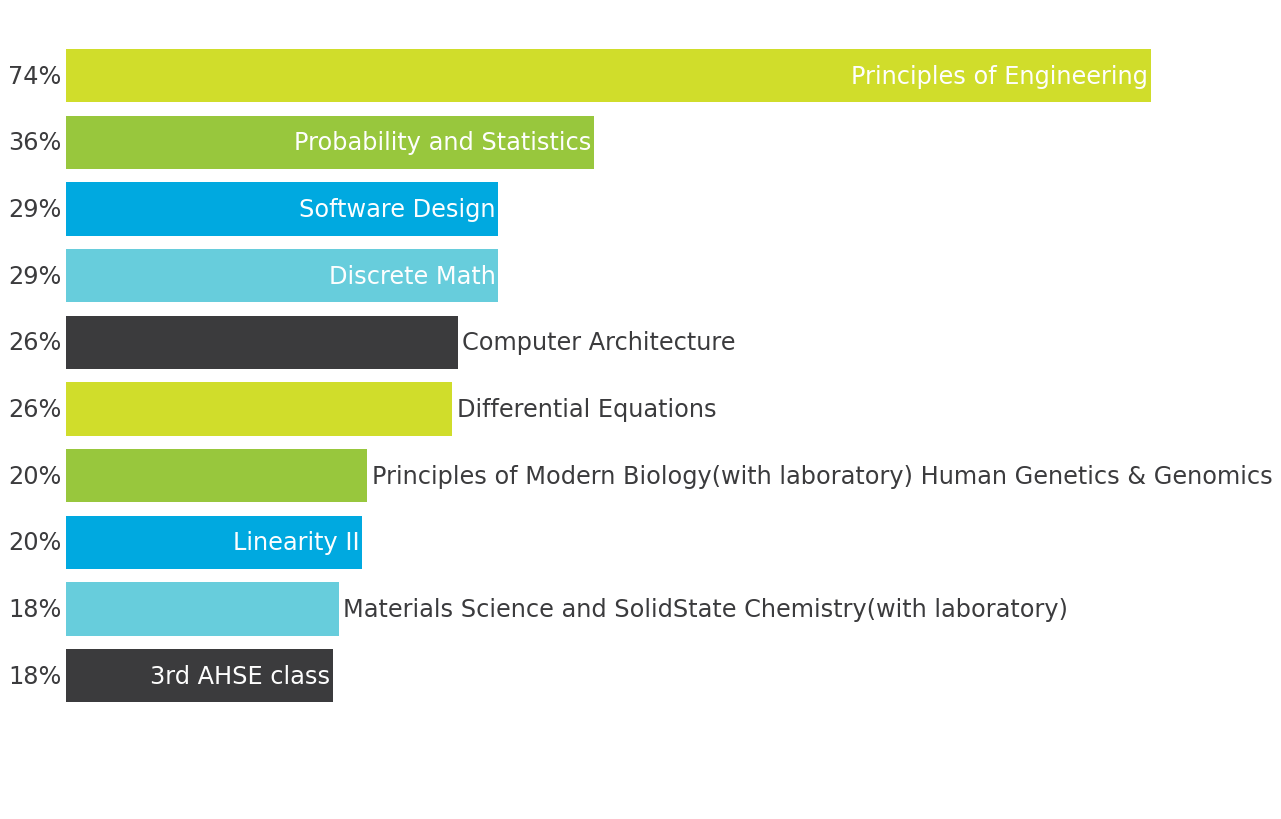 74% Principles of Engineering
36% Probability and Statistics
29% Software Design
29% Discrete Math
26% Computer Architecture
26% Differential Equations
20% Principles of Modern Biology(with laboratory) Human Genetics & Genomics
20% Linearity II
18% Materials Science and SolidState Chemistry(with laboratory)
18% 3rd AHSE class